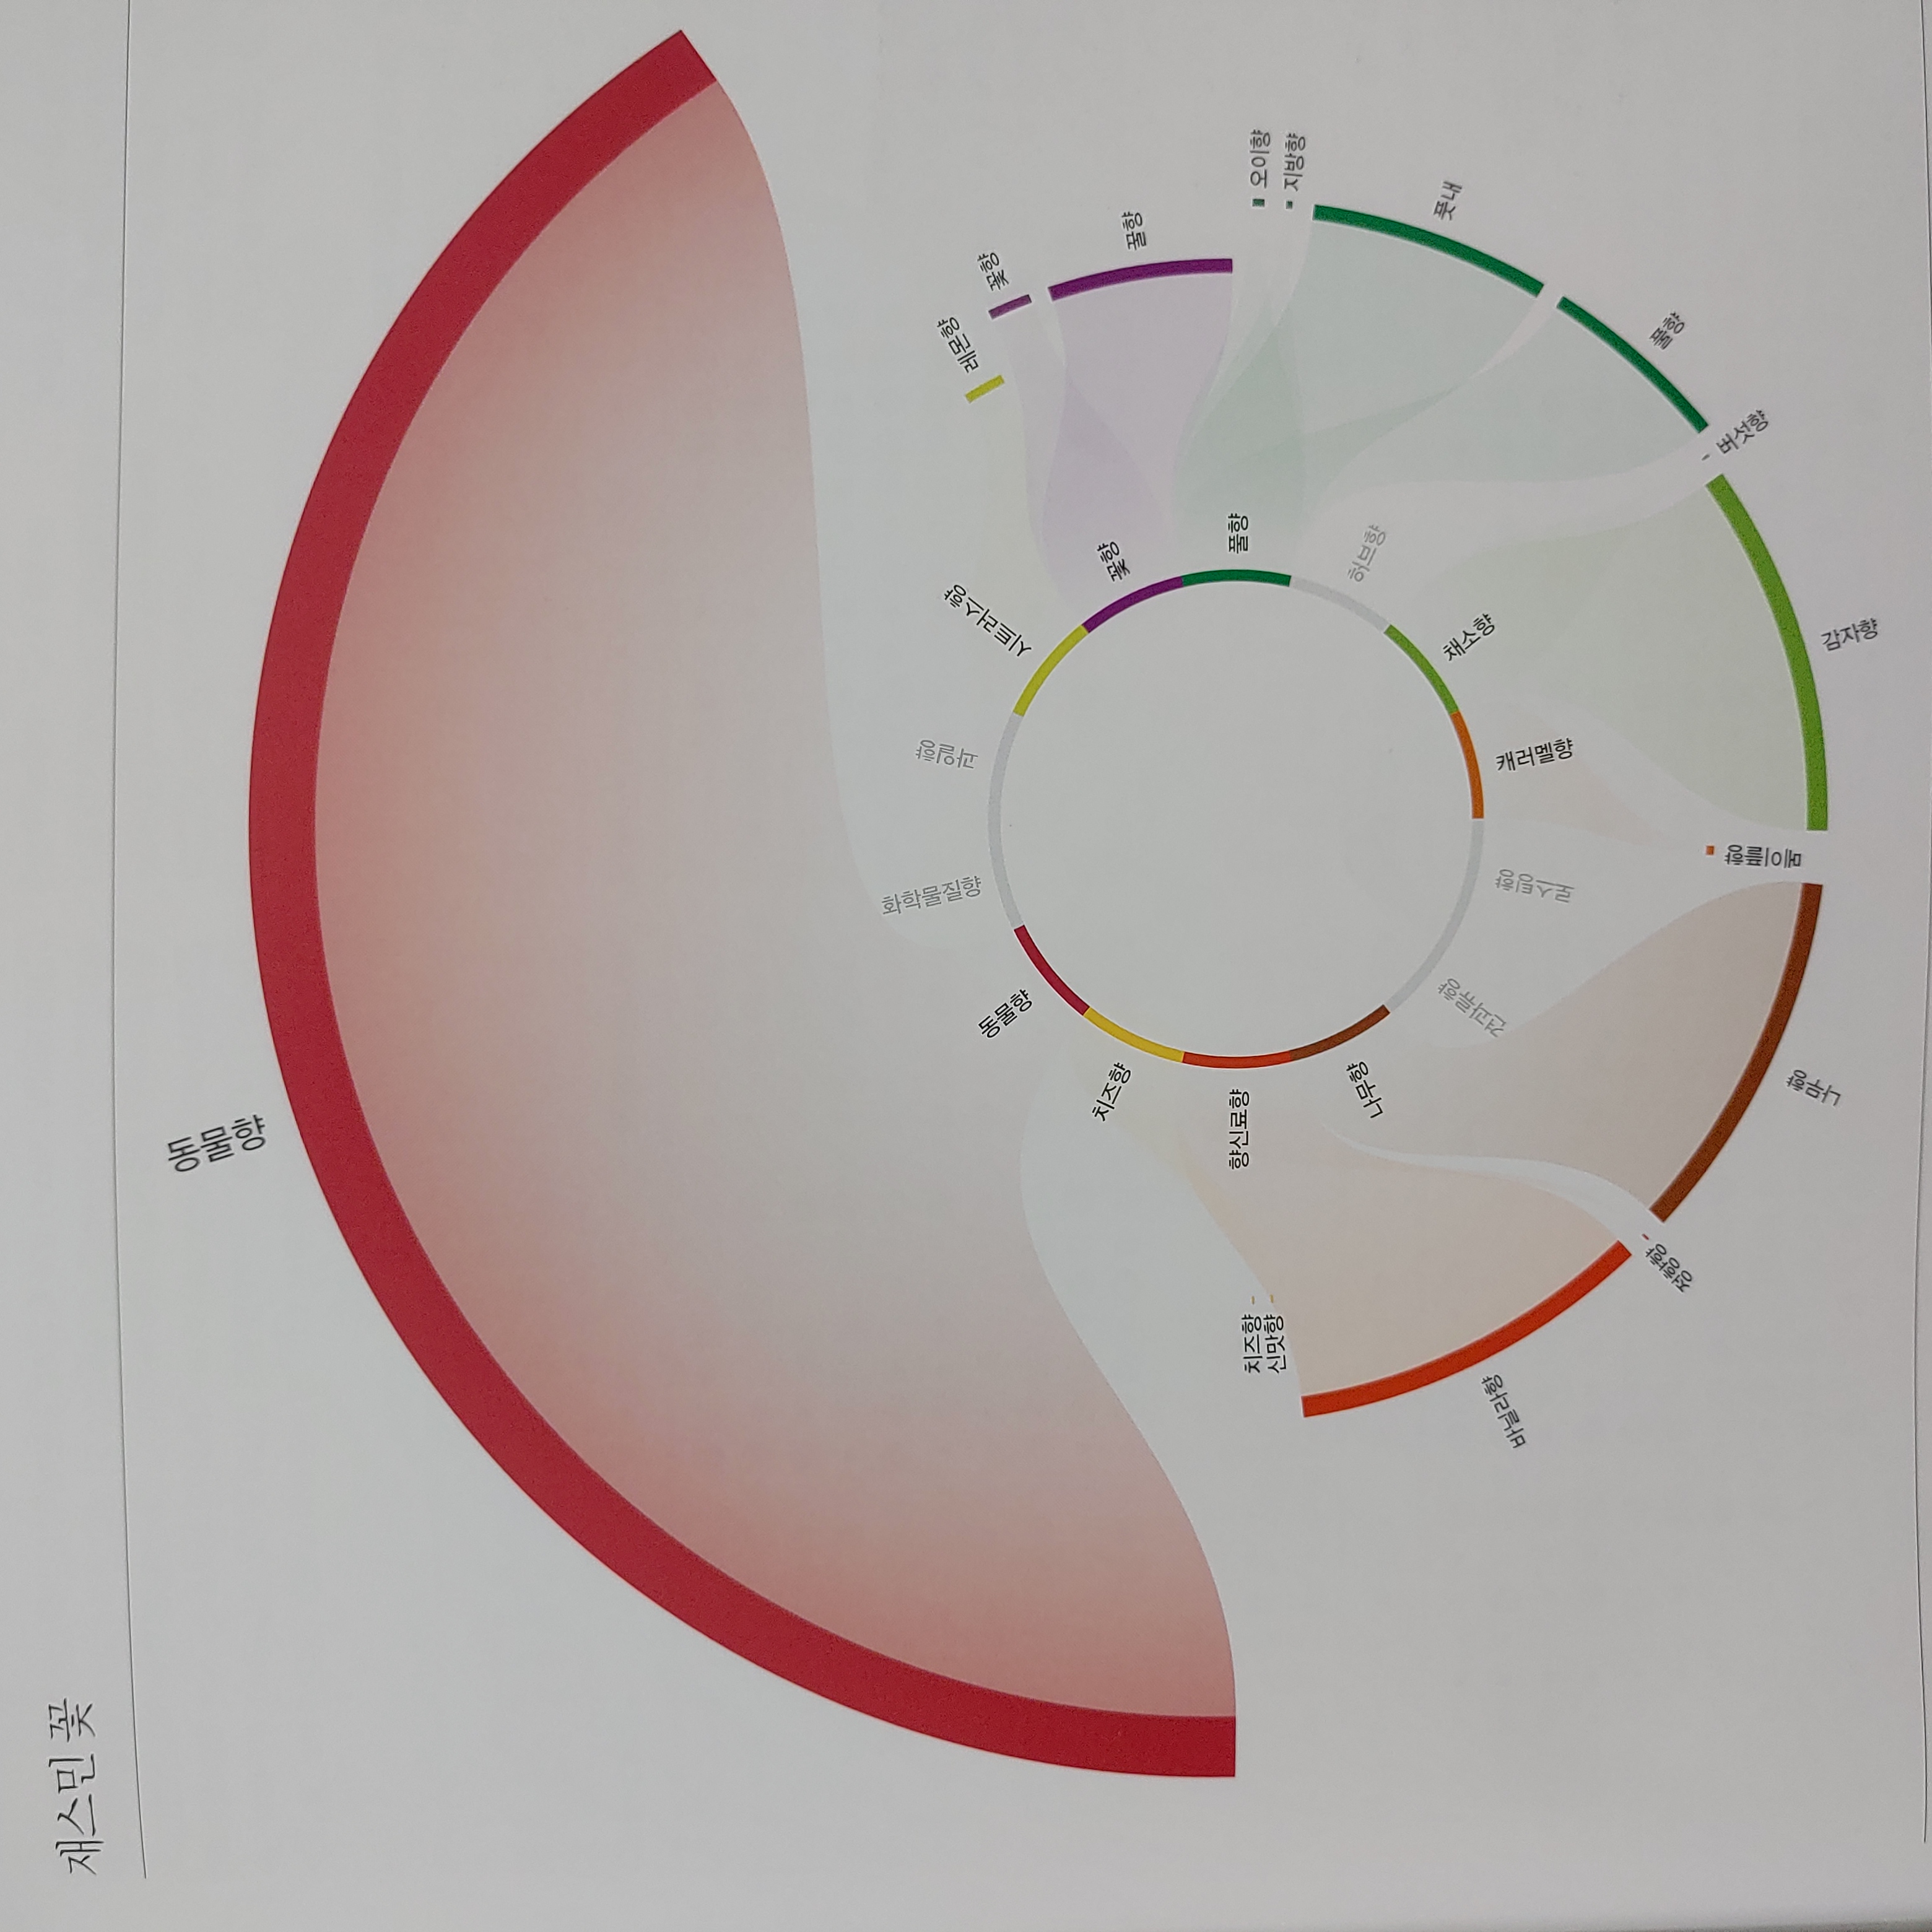 재스민 꽃
동물향
화학물질향
과일향
시트러스향
동물향
레몬향
꽃향
치즈향
꽃향
꿀향
향신료향
풀향
치즈향
신맛향
오이향
지방향
나무향
허브향
풋내
견과류향
로스팅향
캐러멜향
채소향
바닐라향
정향향
풀향
버섯향
메이플향
나무향
감자향